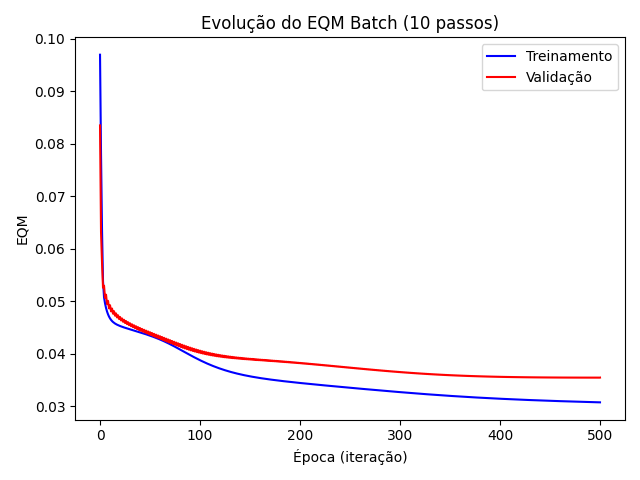 Evolução do EQM Batch (10 passos)
Treinamento
Validação
EQM
0.10
0.09
0.08
0.07
0.06
0.05
0.04
0.03
0 100 200 300 400 500
Época (iteração)